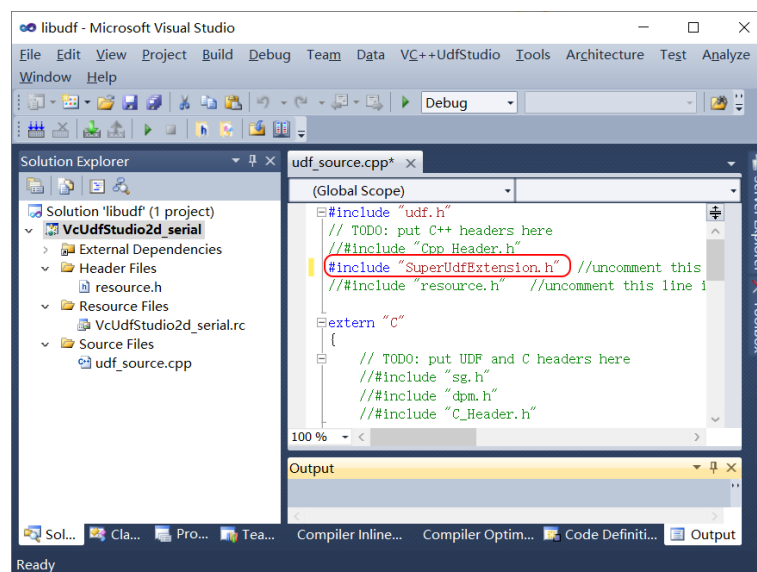 libudf - Microsoft Visual Studio
File Edit View Project Build Debug Team Data VC++UdfStudio Tools Architecture Test Analyze
Window Help
Debug
Solution Explorer
udf_source.cpp*
(Global Scope)
Solution 'libudf' (1 project)
VcUdfStudio2d_serial
External Dependencies
Header Files
resource.h
Resource Files
VcUdfStudio2d_serial.rc
Source Files
udf_source.cpp
#include "udf.h"
// TODO: put C++ headers here
//#include "Cpp_Header.h"
#include "SuperUdfExtension.h" //uncomment this
//#include "resource.h" //uncomment this line i
extern "C"
{
// TODO: put UDF and C headers here
//#include "sg.h"
//#include "dpm.h"
//#include "C_Header.h"
100 %
Output
Sol... Cla... Pro... Tea...
Compiler Inline... Compiler Optim... Code Definiti... Output
Ready